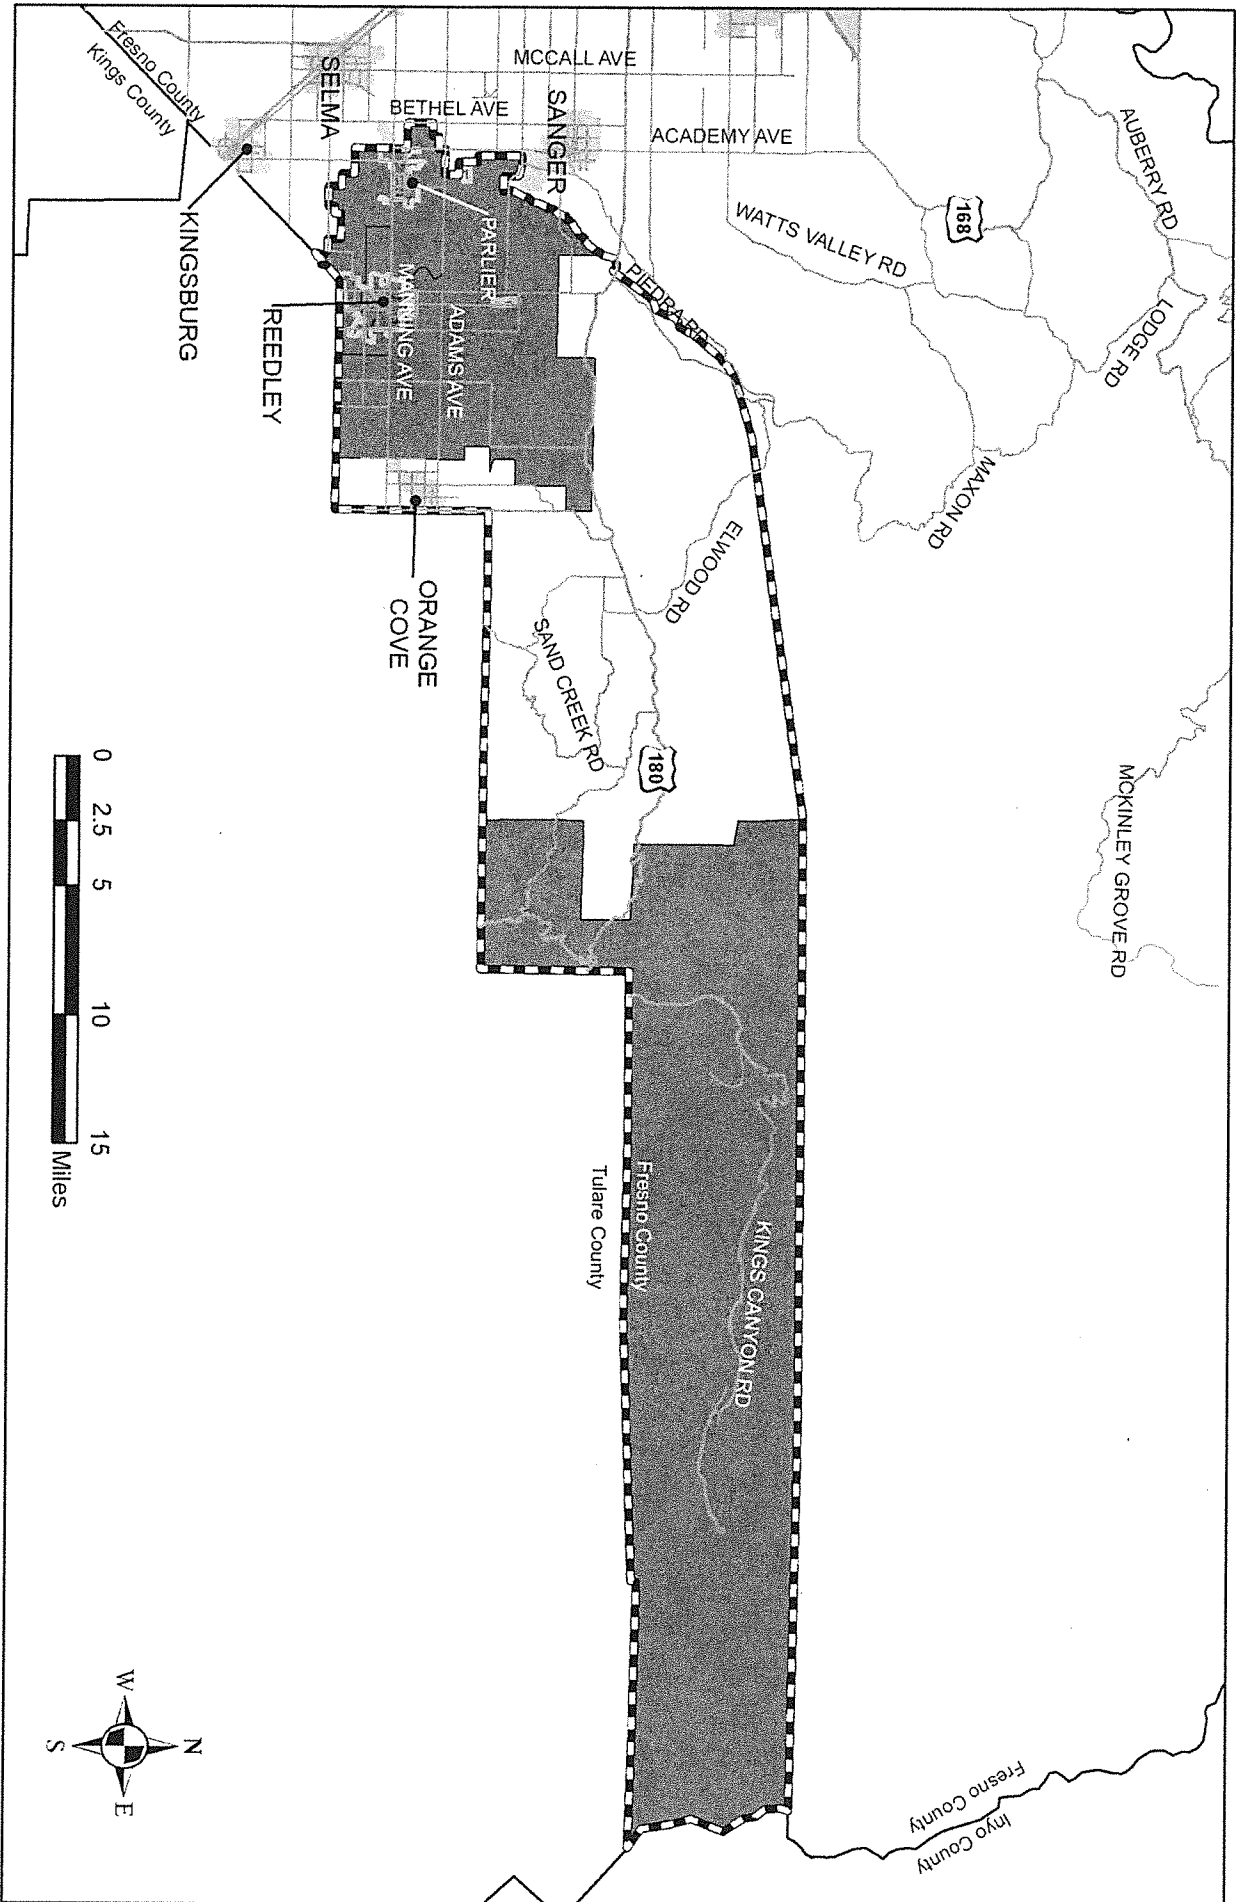 MCCALL AVE
BETHEL AVE
ACADEMY AVE
SELMA
SANGER
AUBERRY RD
168
WATTS VALLEY RD
LODGE RD
Fresno County
Kings County
KINGSBURG
REEDLEY
PARLIER
MANNING AVE
ADAMS AVE
PIEDRA RD
MAXON RD
ELWOOD RD
ORANGE
COVE
SAND CREEK RD
180
MCKINLEY GROVE RD
KINGS CANYON RD
Fresno County
Tulare County
Fresno County
Inyo County
0
2.5
5
10
15
Miles
N
W
E
S